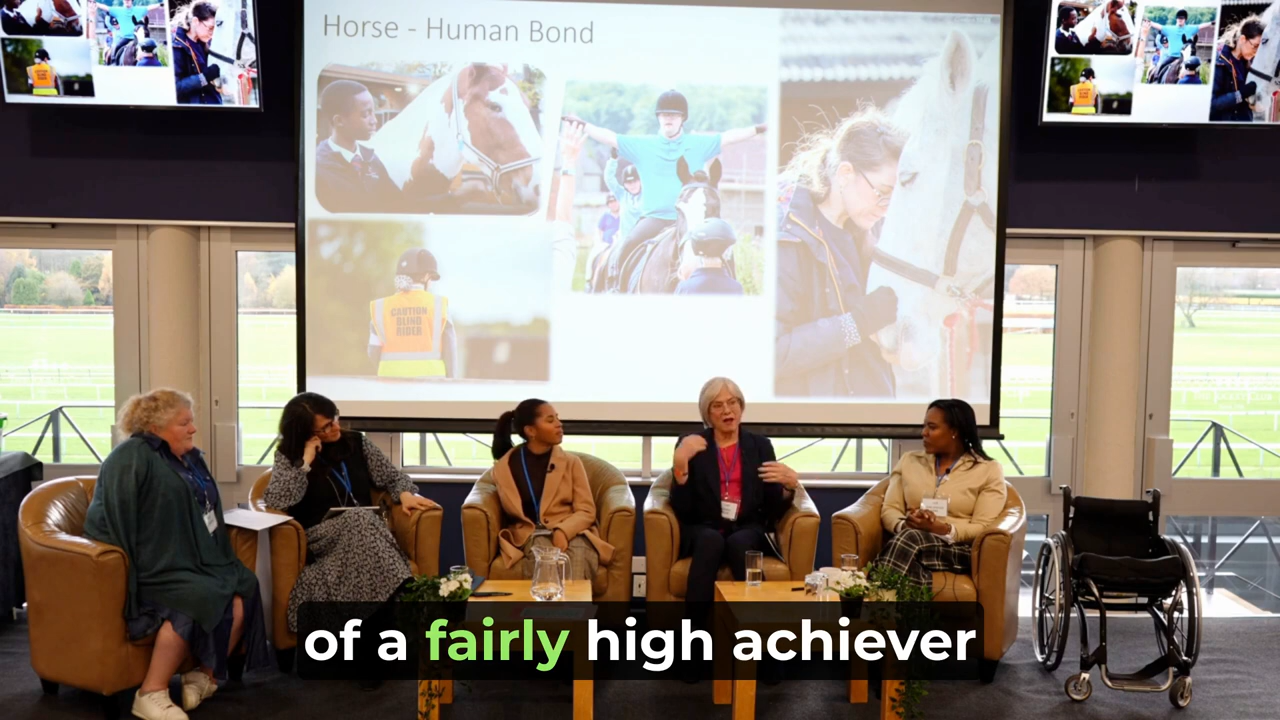 Horse - Human Bond
CAUTION
BLIND
RIDER
of a fairly high achiever